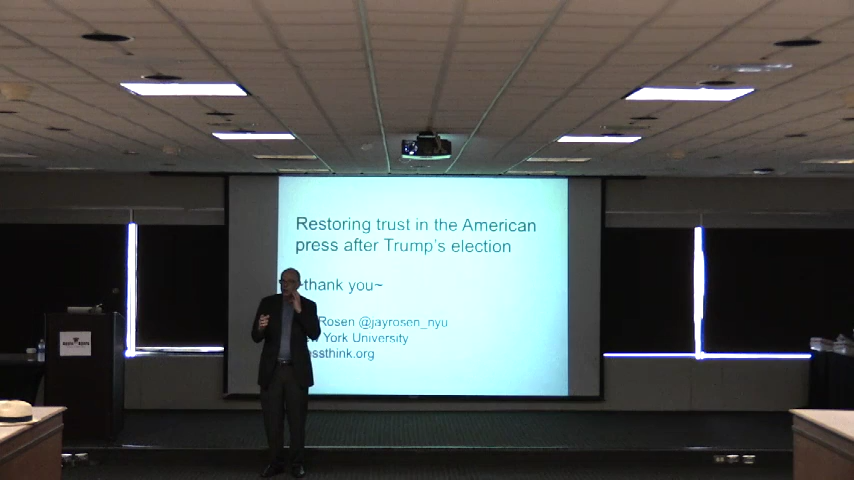 Restoring trust in the American
press after Trump's election
~thank you~
Rosen @jayrosen_nyu
York University
ssthink.org